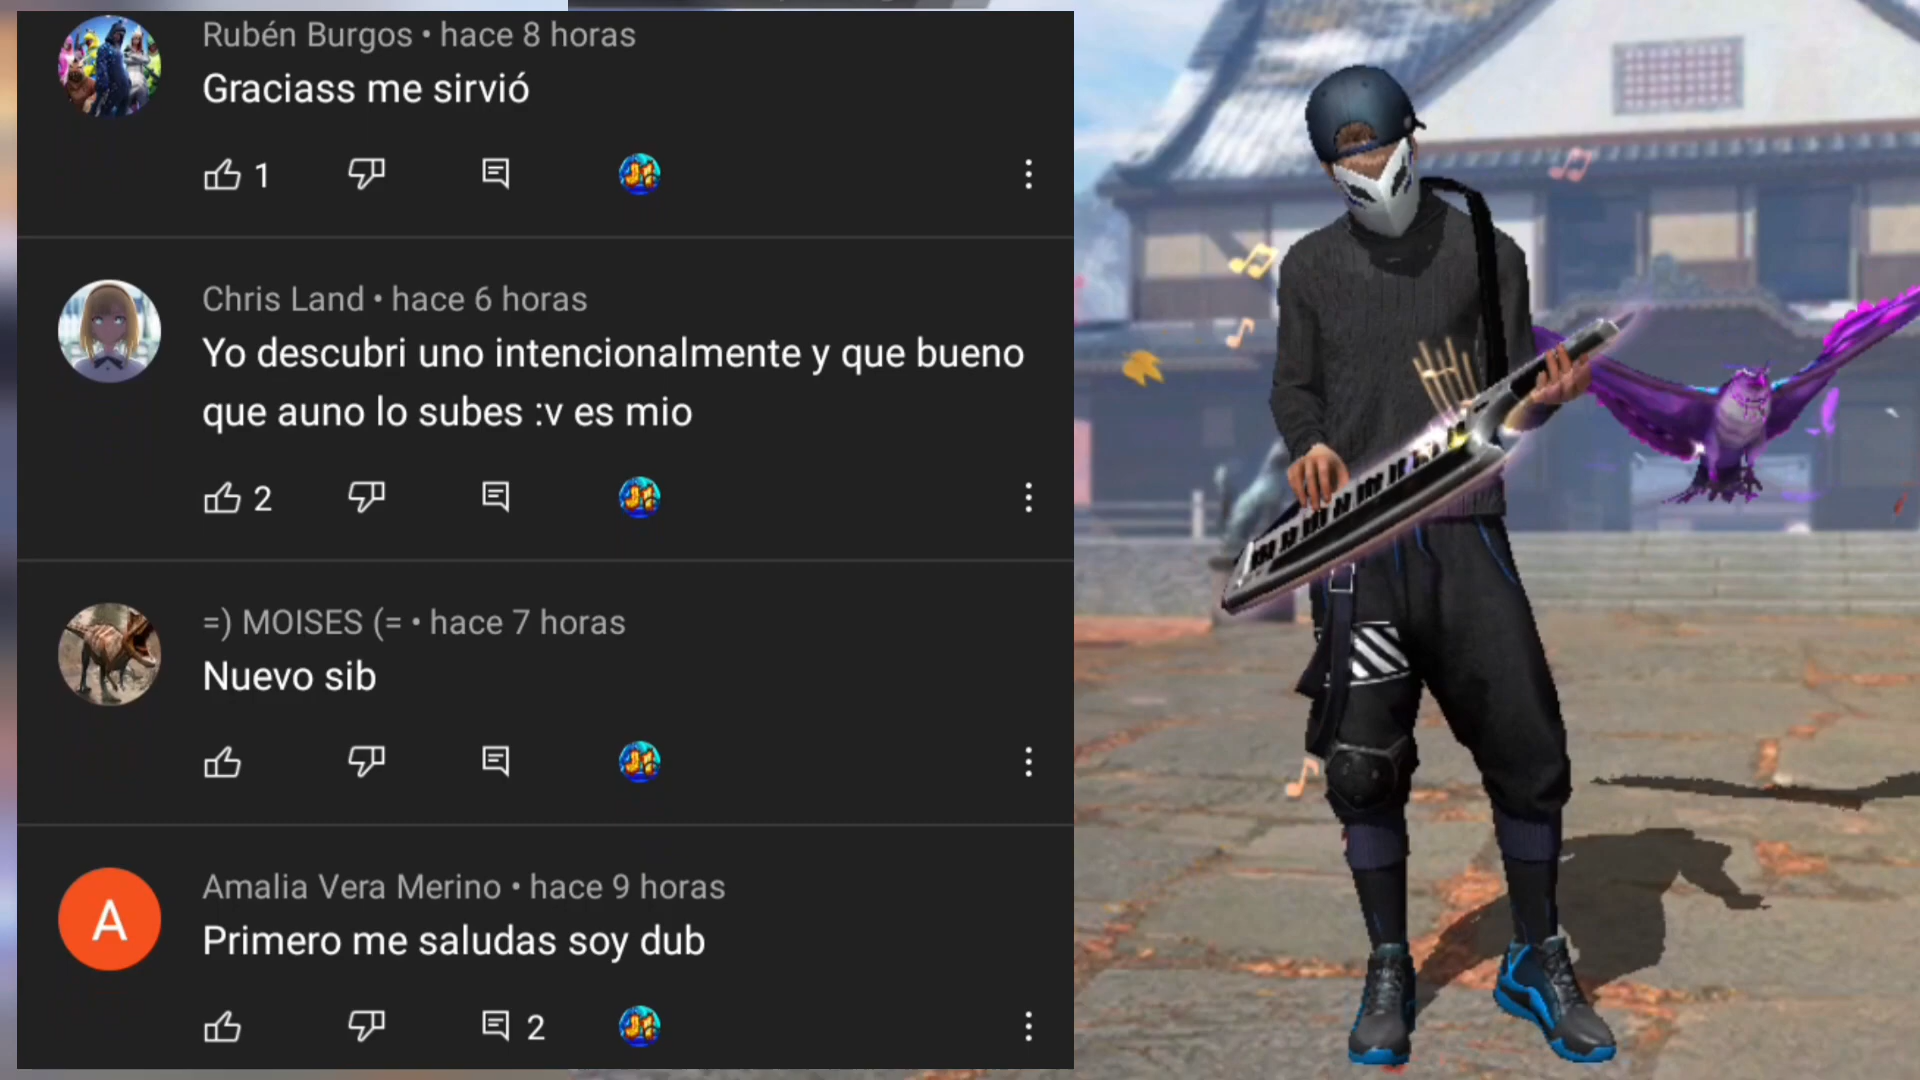 Rubén Burgos • hace 8 horas
Graciass me sirvió
1
Chris Land • hace 6 horas
Yo descubri uno intencionalmente y que bueno
que auno lo subes :v es mio
2
=) MOISES (= • hace 7 horas
Nuevo sib
A
Amalia Vera Merino • hace 9 horas
Primero me saludas soy dub
2